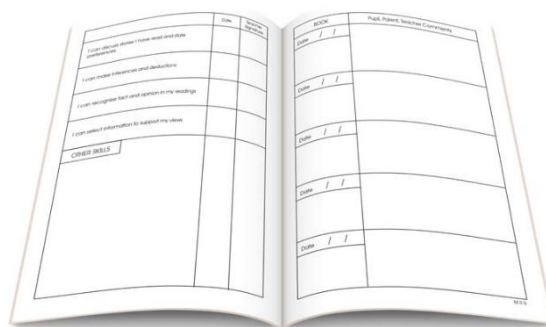 Date
Teacher
Signature
I can discuss stories I have read and state
preferences
I can make inferences and deductions
I can recognise fact and opinion in my readings
I can select information to support my views
OTHER SKILLS
BOOK
Pupil, Parent, Teacher Comments
Date / /
Date / /
Date / /
Date / /
Date / /